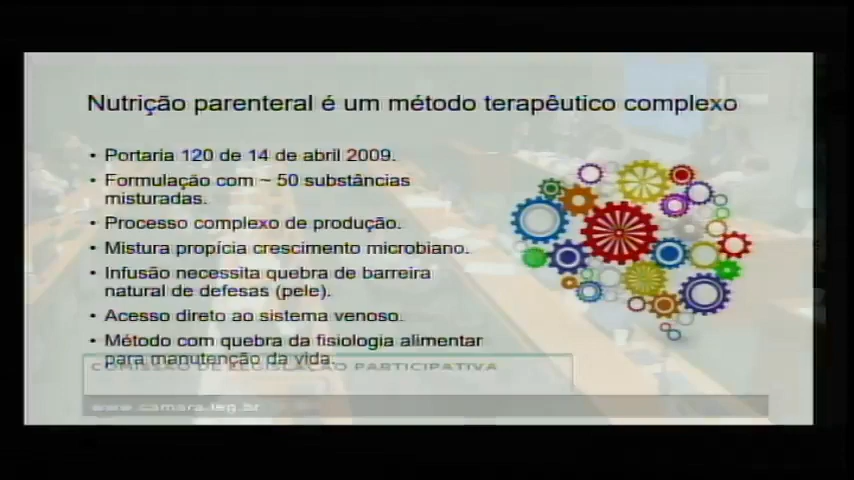 Nutrição parenteral é um método terapêutico complexo
• Portaria 120 de 14 de abril 2009.
• Formulação com ~ 50 substâncias
misturadas.
• Processo complexo de produção.
• Mistura propícia crescimento microbiano.
• Infusão necessita quebra de barreira
natural de defesas (pele).
• Acesso direto ao sistema venoso.
• Método com quebra da fisiologia alimentar
para manutenção da vida.
COMISSÃO DE LEGISLAÇÃO PARTICIPATIVA
www.camara.leg.br